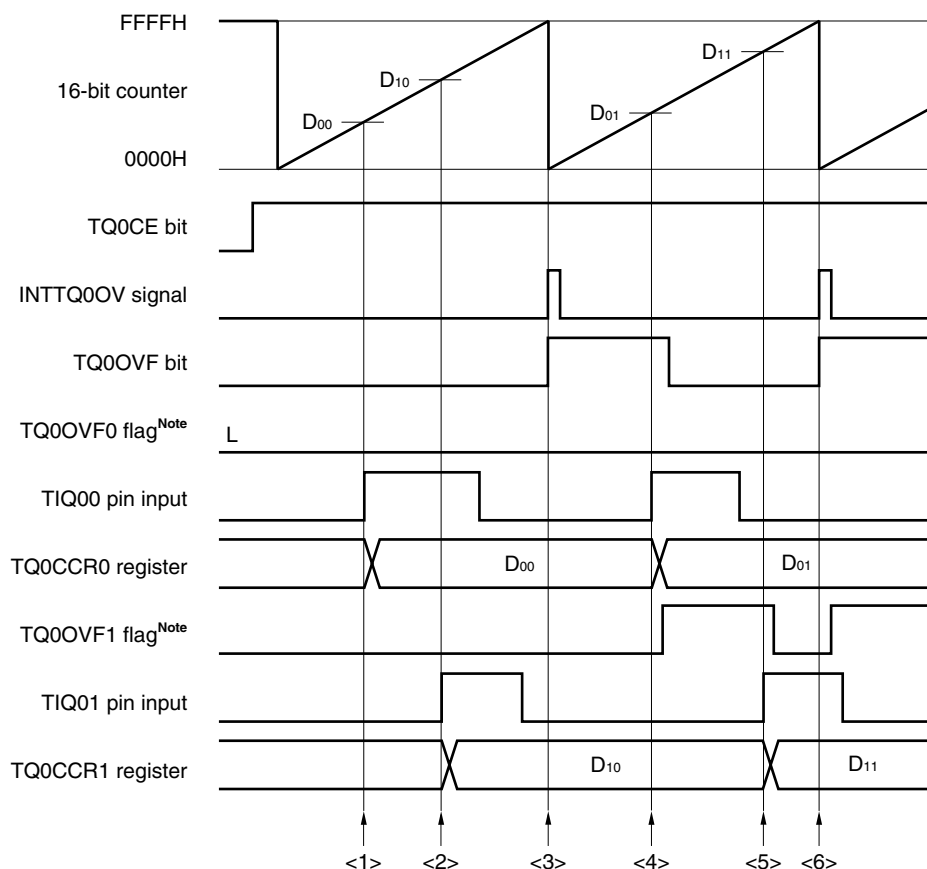 FFFFH
D11
D10
16-bit counter
D00
D01
0000H
TQ0CE bit
INTTQ0OV signal
TQ0OVF bit
TQ0OVF0 flagNote
L
TIQ00 pin input
TQ0CCR0 register
D00
D01
TQ0OVF1 flagNote
TIQ01 pin input
TQ0CCR1 register
D10
D11
<1> <2> <3> <4> <5> <6>